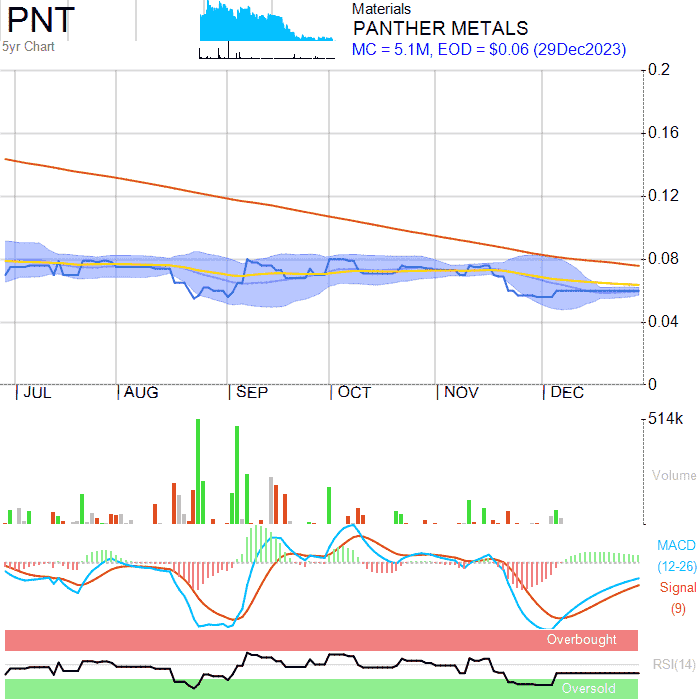 PNT
5yr Chart
Materials
PANTHER METALS
MC = 5.1M, EOD = $0.06 (29Dec2023)
0.2
0.16
0.12
0.08
0.04
0
JUL AUG SEP OCT NOV DEC
514k
Volume
MACD
(12-26)
Signal
(9)
Overbought
RSI(14)
Oversold